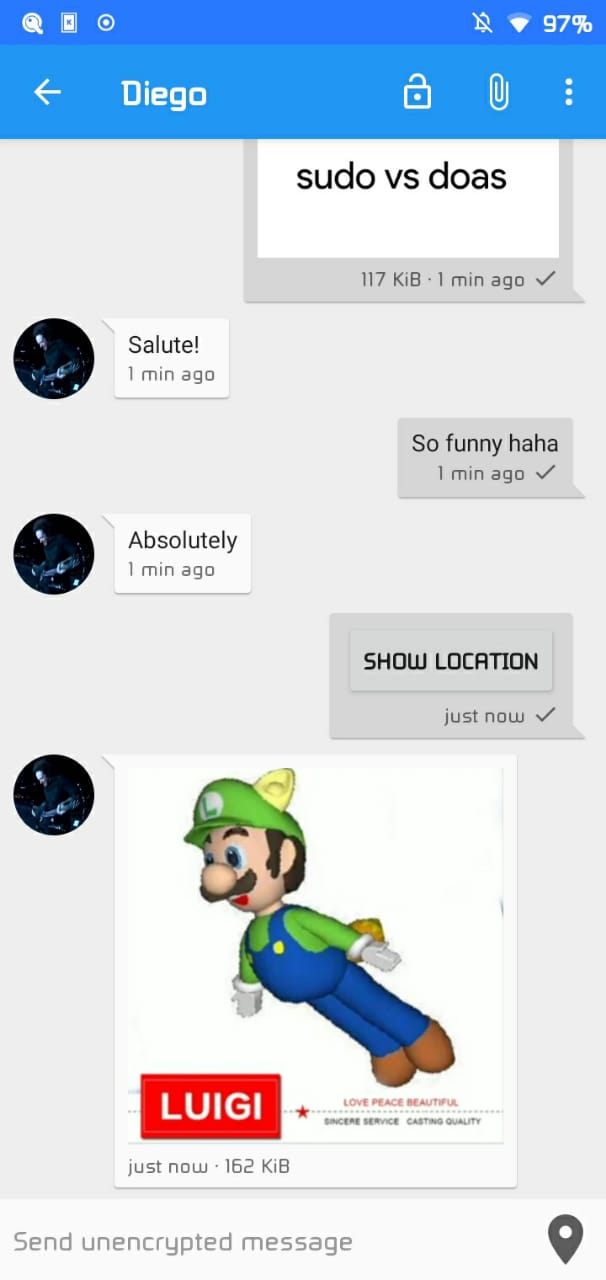 97%
Diego
sudo vs doas
117 KiB · 1 min ago
Salute!
1 min ago
So funny haha
1 min ago
Absolutely
1 min ago
SHOW LOCATION
just now
L
LUIGI
LOVE PEACE BEAUTIFUL
SINCERE SERVICE CASTING QUALITY
just now · 162 KiB
Send unencrypted message